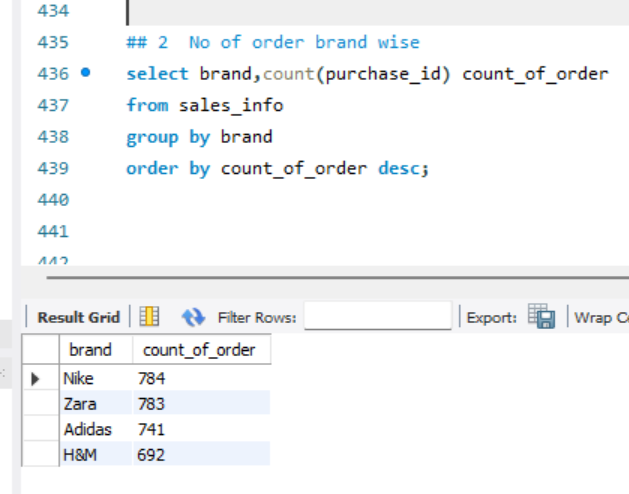 434
435 ## 2 No of order brand wise
436 select brand,count(purchase_id) count_of_order
437 from sales_info
438 group by brand
439 order by count_of_order desc;
440
441
442
Result Grid Filter Rows: Export: Wrap C
brand count_of_order
Nike 784
Zara 783
Adidas 741
H&M 692